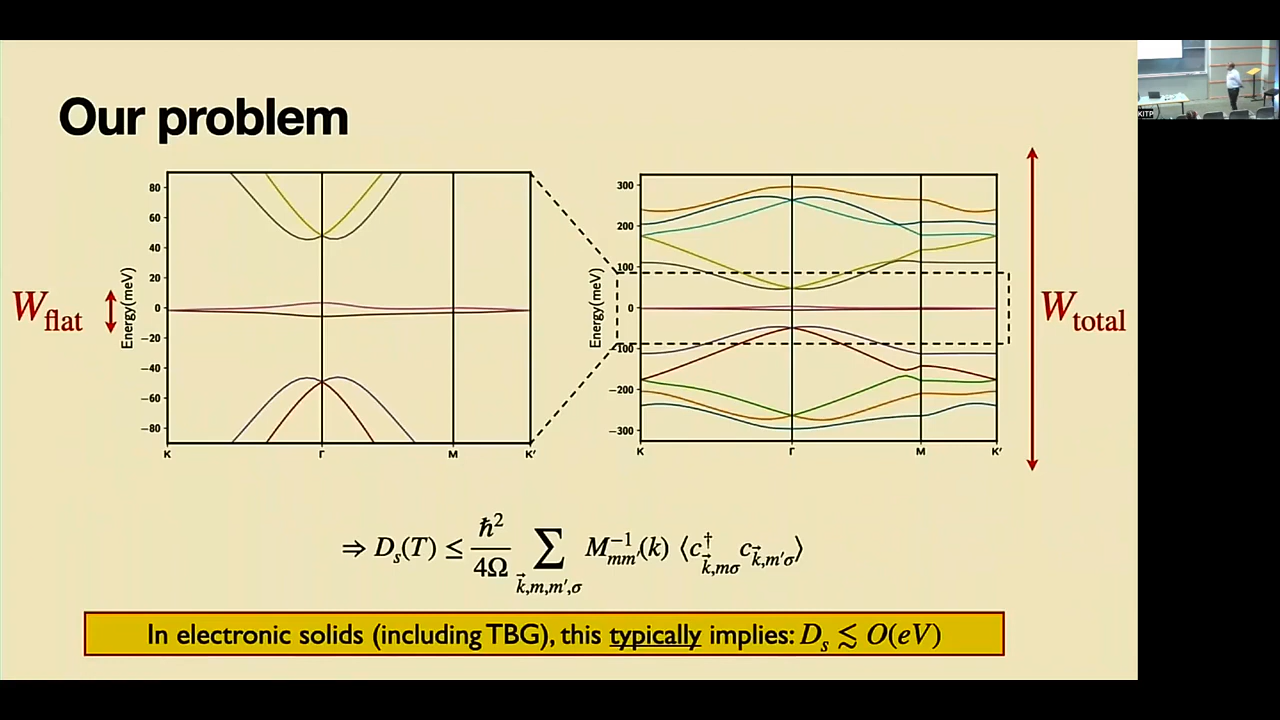 Our problem
80
60
40
20
0
−20
−40
−60
−80
Energy(meV)
K Γ M K′
W_flat
300
200
100
0
−100
−200
−300
Energy(meV)
K Γ M K′
W_total
⇒ D_s(T) ≤ ℏ²/4Ω ∑_{k⃗,m,m′,σ} M⁻¹_{mm′}(k) ⟨c†_{k⃗,mσ} c_{k⃗,m′σ}⟩
In electronic solids (including TBG), this typically implies: D_s ≲ O(eV)
KITP